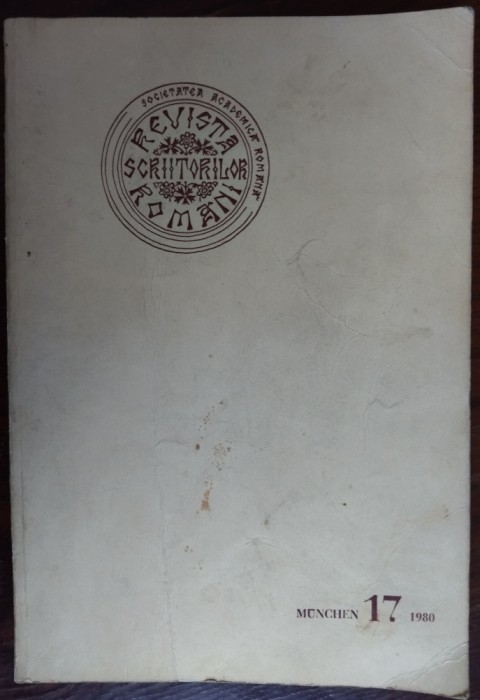 SOCIETATEA ACADEMICĂ ROMÂNĂ
REVISTA
SCRIITORILOR
ROMÂNI
MÜNCHEN 17 1980